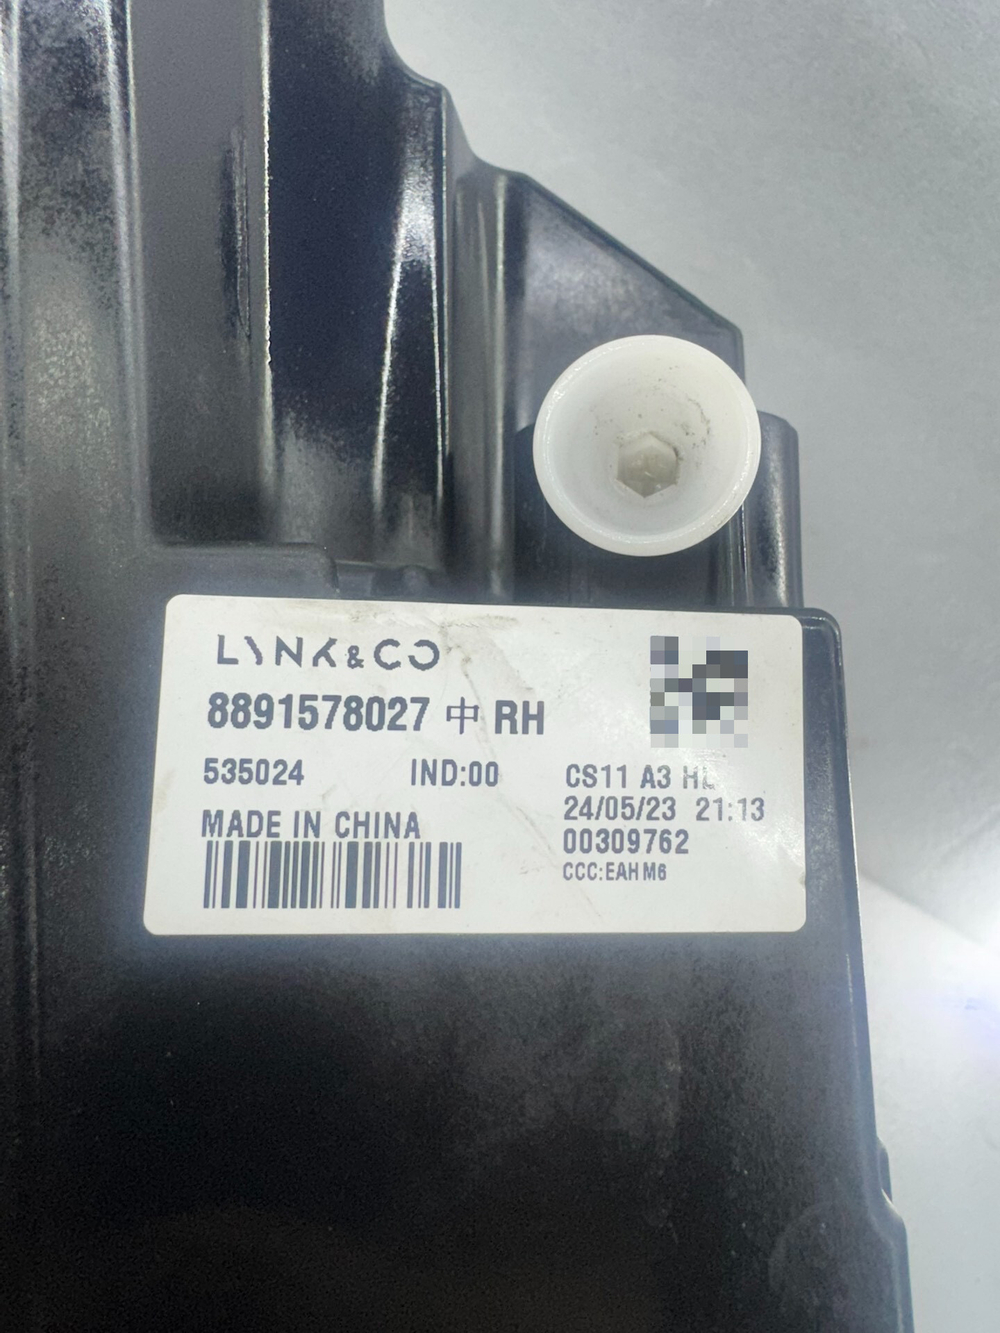 LYNK&CO
8891578027 中 RH
535024 IND:00 CS11 A3 HL
24/05/23 21:13
MADE IN CHINA
00309762
CCC:EAH M6